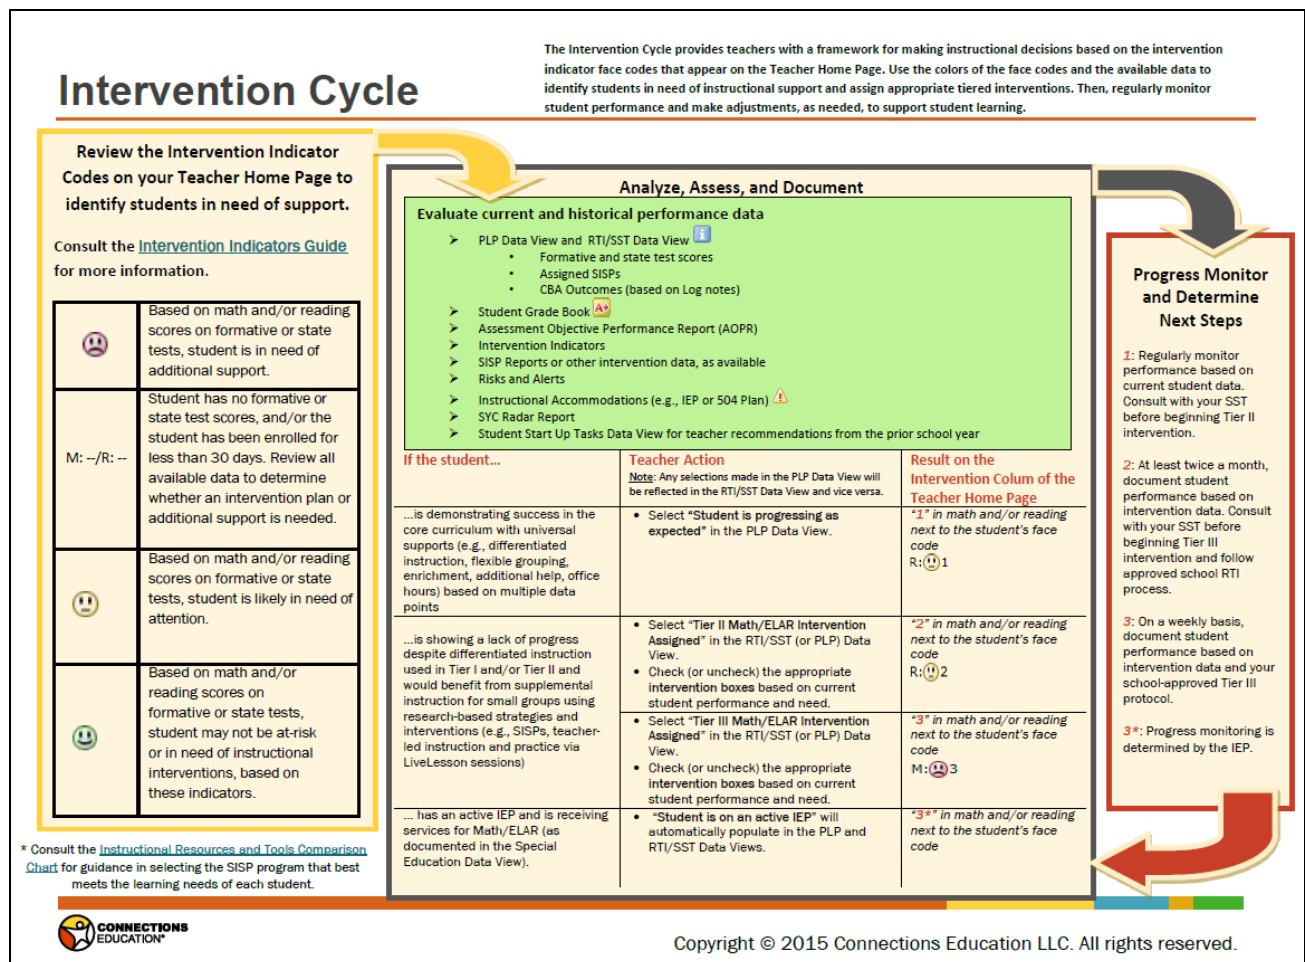 The Intervention Cycle provides teachers with a framework for making instructional decisions based on the intervention
indicator face codes that appear on the Teacher Home Page. Use the colors of the face codes and the available data to
identify students in need of instructional support and assign appropriate tiered interventions. Then, regularly monitor
student performance and make adjustments, as needed, to support student learning.
Intervention Cycle
Review the Intervention Indicator
Codes on your Teacher Home Page to
identify students in need of support.
Consult the Intervention Indicators Guide
for more information.
Based on math and/or reading
scores on formative or state
tests, student is in need of
additional support.
M: --/R: --
Student has no formative or
state test scores, and/or the
student has been enrolled for
less than 30 days. Review all
available data to determine
whether an intervention plan or
additional support is needed.
Based on math and/or reading
scores on formative or state
tests, student is likely in need of
attention.
Based on math and/or
reading scores on
formative or state tests,
student may not be at-risk
or in need of instructional
interventions, based on
these indicators.
* Consult the Instructional Resources and Tools Comparison
Chart for guidance in selecting the SISP program that best
meets the learning needs of each student.
Analyze, Assess, and Document
Evaluate current and historical performance data
➢ PLP Data View and RTI/SST Data View i
• Formative and state test scores
• Assigned SISPs
• CBA Outcomes (based on Log notes)
➢ Student Grade Book A+
➢ Assessment Objective Performance Report (AOPR)
➢ Intervention Indicators
➢ SISP Reports or other intervention data, as available
➢ Risks and Alerts
➢ Instructional Accommodations (e.g., IEP or 504 Plan) !
➢ SYC Radar Report
➢ Student Start Up Tasks Data View for teacher recommendations from the prior school year
If the student...
Teacher Action
Note: Any selections made in the PLP Data View will
be reflected in the RTI/SST Data View and vice versa.
Result on the
Intervention Colum of the
Teacher Home Page
...is demonstrating success in the
core curriculum with universal
supports (e.g., differentiated
instruction, flexible grouping,
enrichment, additional help, office
hours) based on multiple data
points
• Select “Student is progressing as
expected” in the PLP Data View.
“1” in math and/or reading
next to the student's face
code
R: 1
...is showing a lack of progress
despite differentiated instruction
used in Tier I and/or Tier II and
would benefit from supplemental
instruction for small groups using
research-based strategies and
interventions (e.g., SISPs, teacher-
led instruction and practice via
LiveLesson sessions)
• Select “Tier II Math/ELAR Intervention
Assigned” in the RTI/SST (or PLP) Data
View.
• Check (or uncheck) the appropriate
intervention boxes based on current
student performance and need.
“2” in math and/or reading
next to the student's face
code
R: 2
• Select “Tier III Math/ELAR Intervention
Assigned” in the RTI/SST (or PLP) Data
View.
• Check (or uncheck) the appropriate
intervention boxes based on current
student performance and need.
“3” in math and/or reading
next to the student's face
code
M: 3
... has an active IEP and is receiving
services for Math/ELAR (as
documented in the Special
Education Data View).
• “Student is on an active IEP” will
automatically populate in the PLP and
RTI/SST Data Views.
“3*” in math and/or reading
next to the student's face
code
Progress Monitor
and Determine
Next Steps
1: Regularly monitor
performance based on
current student data.
Consult with your SST
before beginning Tier II
intervention.
2: At least twice a month,
document student
performance based on
intervention data. Consult
with your SST before
beginning Tier III
intervention and follow
approved school RTI
process.
3: On a weekly basis,
document student
performance based on
intervention data and your
school-approved Tier III
protocol.
3*: Progress monitoring is
determined by the IEP.
CONNECTIONS
EDUCATION
Copyright © 2015 Connections Education LLC. All rights reserved.